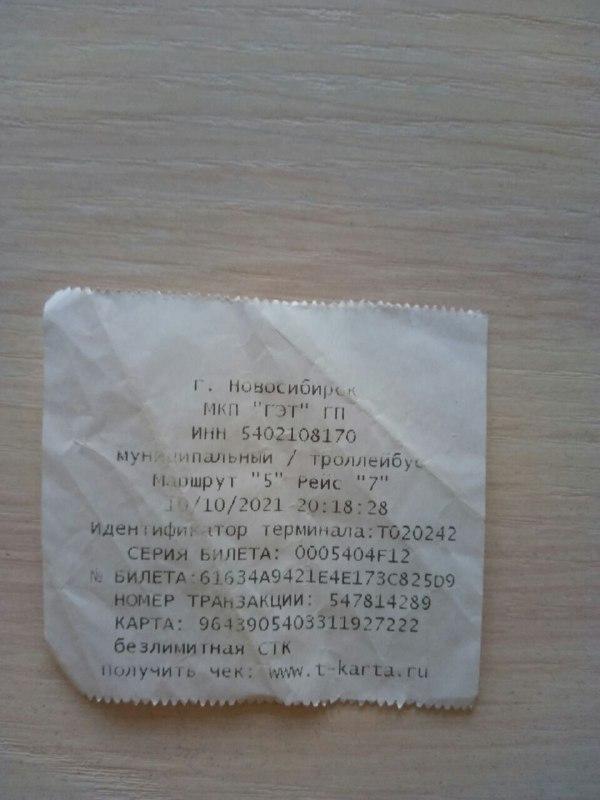 г. Новосибирск
МКП "ГЭТ" ГП
ИНН 5402108170
муниципальный / троллейбус
Маршрут "5" Рейс "7"
10/10/2021 20:18:28
Идентификатор терминала:T020242
СЕРИЯ БИЛЕТА: 0005404F12
№ БИЛЕТА:61634A9421E4E173C825D9
НОМЕР ТРАНЗАКЦИИ: 547814289
КАРТА: 9643905403311927222
безлимитная СТК
получить чек: www.t-karta.ru